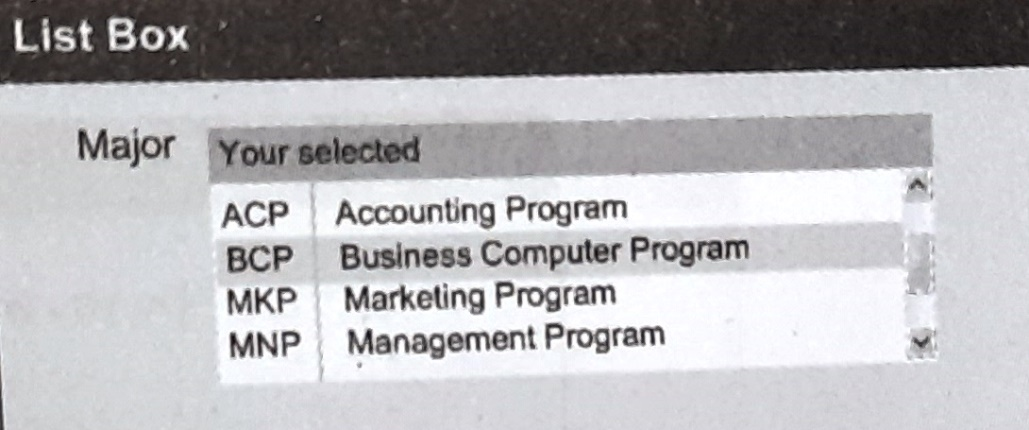 List Box
Major Your selected
ACP Accounting Program
BCP Business Computer Program
MKP Marketing Program
MNP Management Program